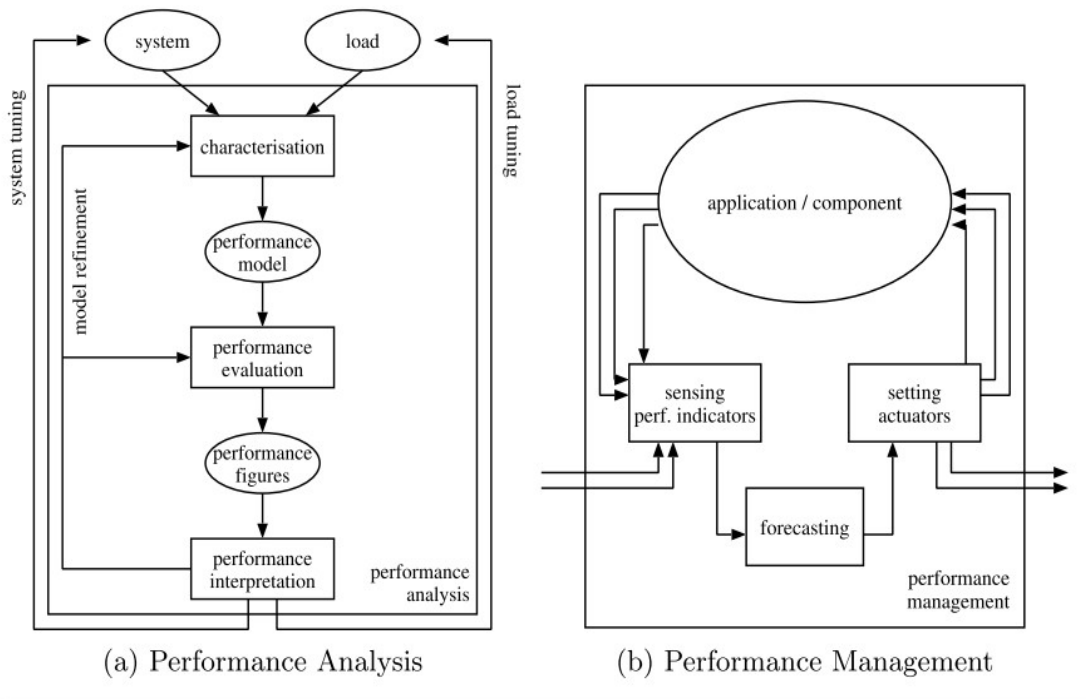 system
load
system tuning
load tuning
characterisation
model refinement
performance
model
performance
evaluation
performance
figures
performance
interpretation
performance
analysis
(a) Performance Analysis
application / component
sensing
perf. indicators
setting
actuators
forecasting
performance
management
(b) Performance Management